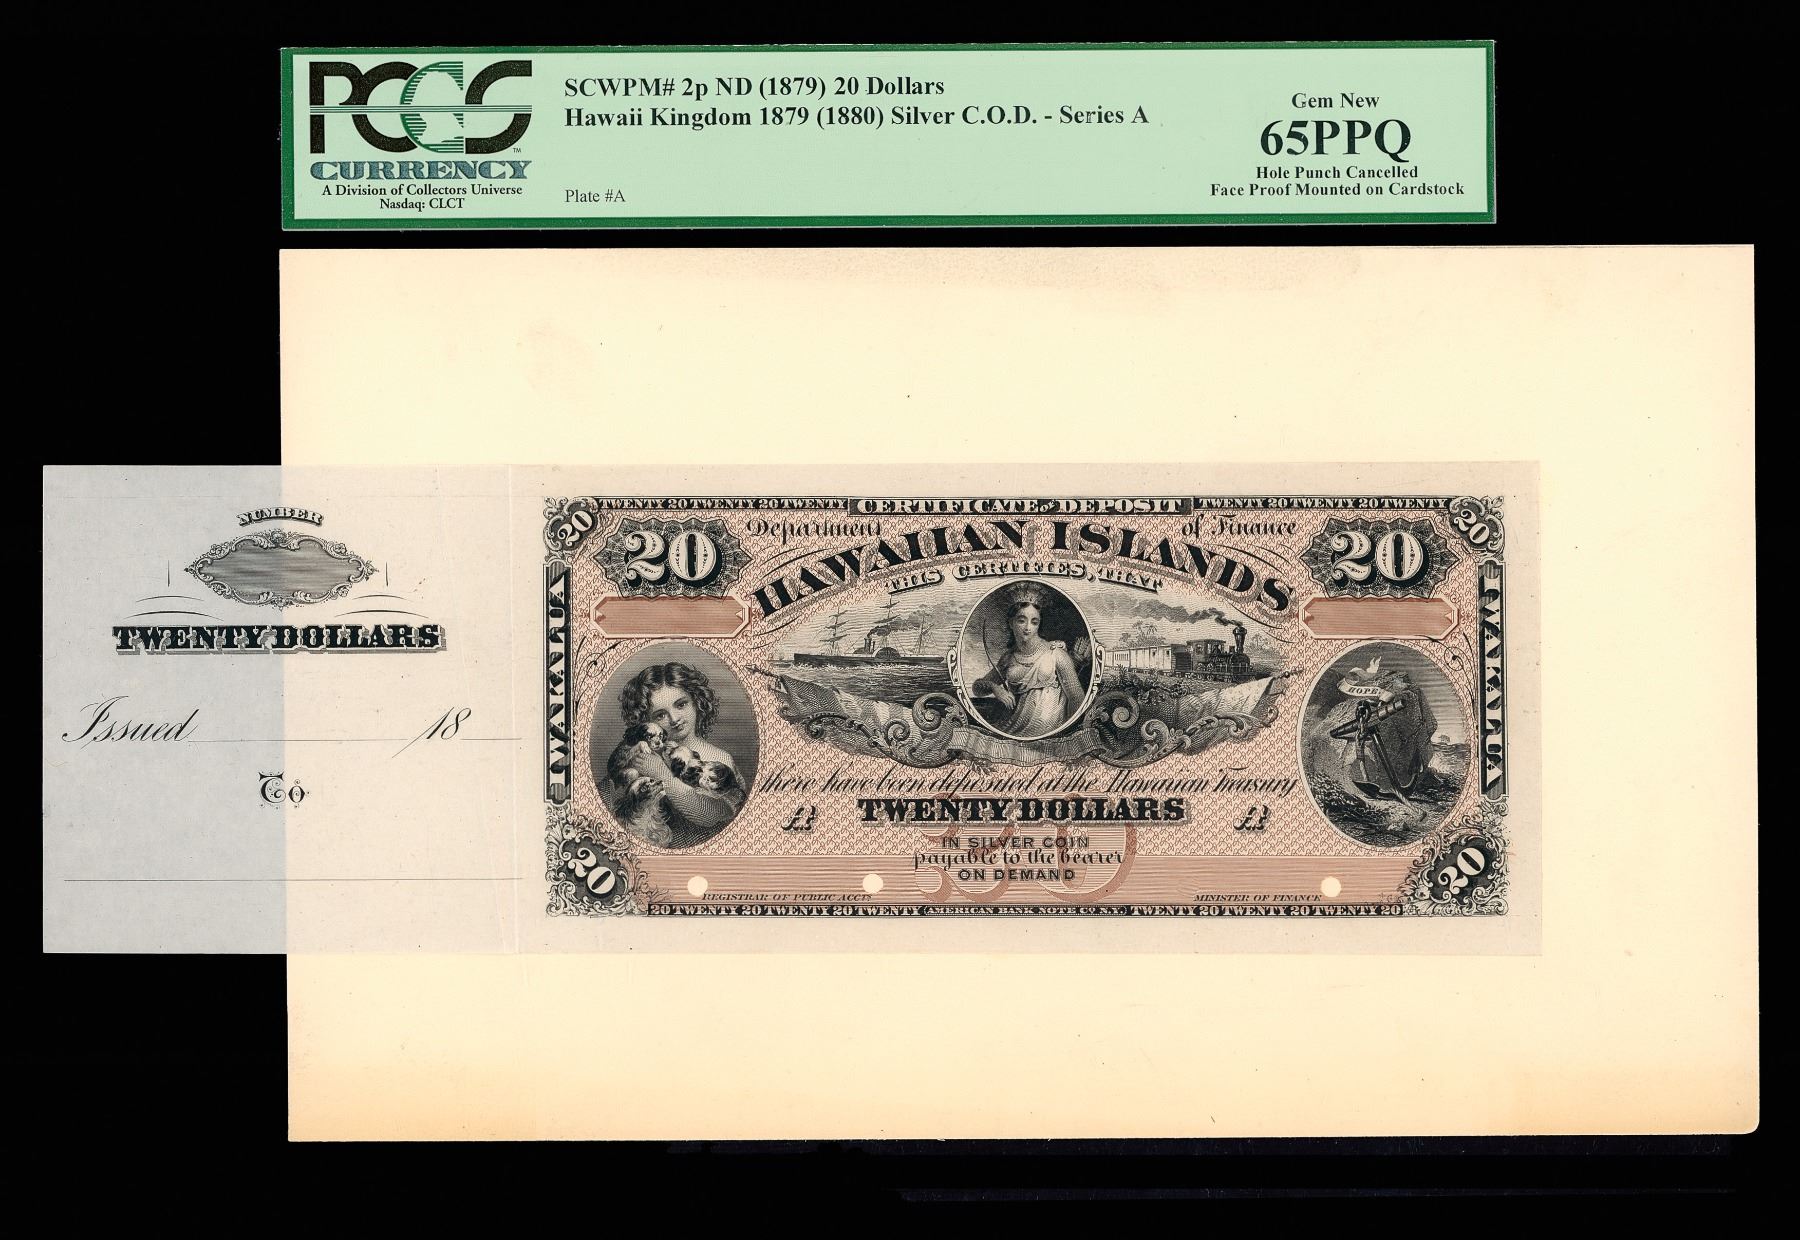 PCGS
™
CURRENCY
A Division of Collectors Universe
Nasdaq: CLCT
SCWPM# 2p ND (1879) 20 Dollars
Hawaii Kingdom 1879 (1880) Silver C.O.D. - Series A
Plate #A
Gem New
65PPQ
Hole Punch Cancelled
Face Proof Mounted on Cardstock
NUMBER
TWENTY DOLLARS
Issued 18
To
TWENTY 20 TWENTY 20 TWENTY CERTIFICATE OF DEPOSIT TWENTY 20 TWENTY 20 TWENTY
20 20
Department of Finance
20 20
HAWAIIAN ISLANDS
THIS CERTIFIES, THAT
IWAKALUA
IWAKALUA
HOPE
there have been deposited at the Hawaiian Treasury
TWENTY DOLLARS
20
IN SILVER COIN
payable to the bearer
ON DEMAND
20 20
REGISTRAR OF PUBLIC ACCTS MINISTER OF FINANCE
20 TWENTY 20 TWENTY 20 TWENTY AMERICAN BANK NOTE CO. N.Y. TWENTY 20 TWENTY 20 TWENTY 20